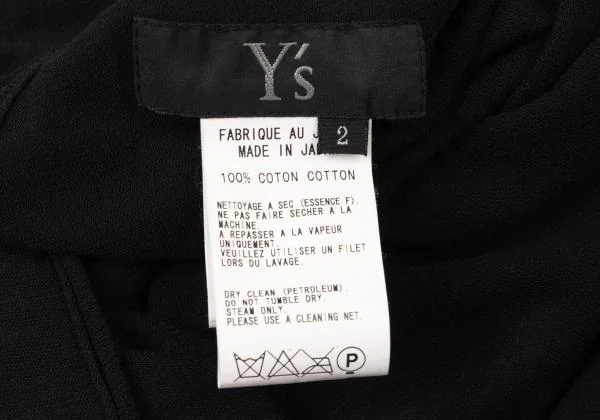 Y's
2
FABRIQUE AU
MADE IN
100% COTON COTTON
NETTOYAGE A SEC (ESSENCE F).
NE PAS FAIRE SECHER A LA
MACHINE.
A REPASSER A LA VAPEUR
UNIQUEMENT.
VEUILLEZ UTILISER UN FILET
LORS DU LAVAGE.
DRY CLEAN (PETROLEUM).
DO NOT TUMBLE DRY.
STEAM ONLY.
PLEASE USE A CLEANING NET.
P